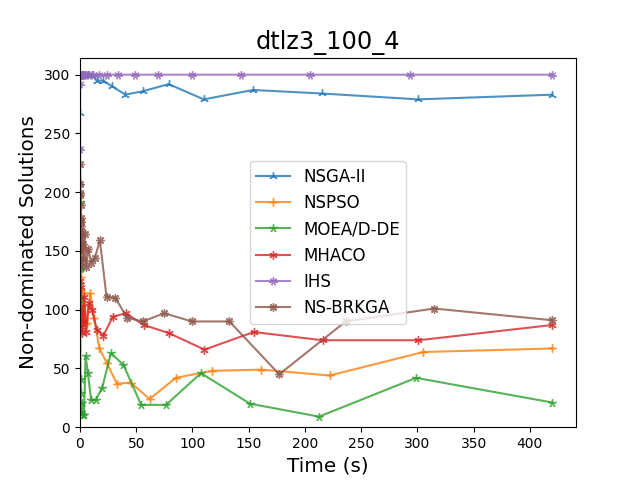 dtlz3_100_4
Non-dominated Solutions
300
250
200
150
100
50
0
NSGA-II
NSPSO
MOEA/D-DE
MHACO
IHS
NS-BRKGA
0 50 100 150 200 250 300 350 400
Time (s)